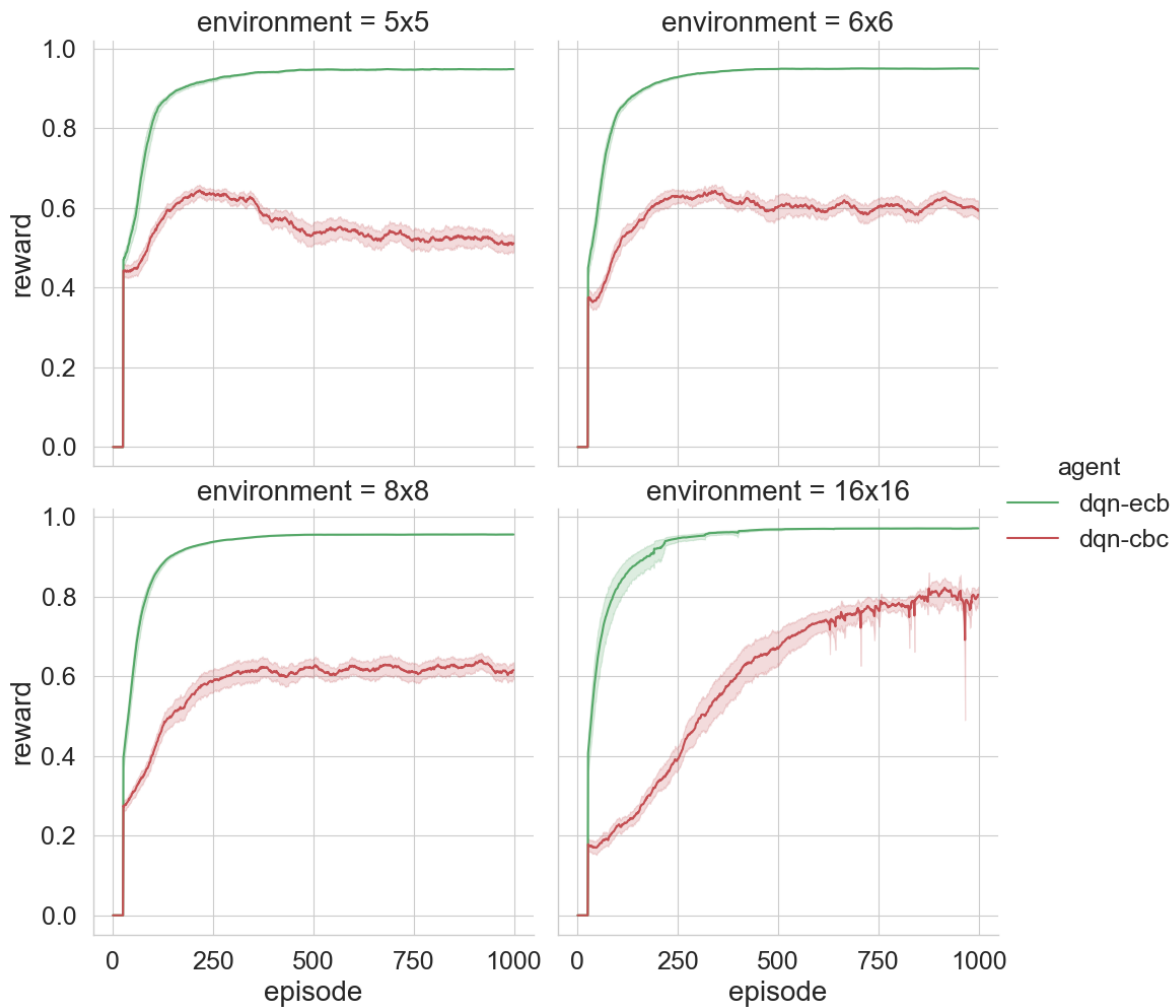 environment = 5x5
environment = 6x6
1.0
0.8
0.6
0.4
0.2
0.0
reward
environment = 8x8
environment = 16x16
1.0
0.8
0.6
0.4
0.2
0.0
reward
0 250 500 750 1000
0 250 500 750 1000
episode
episode
agent
dqn-ecb
dqn-cbc